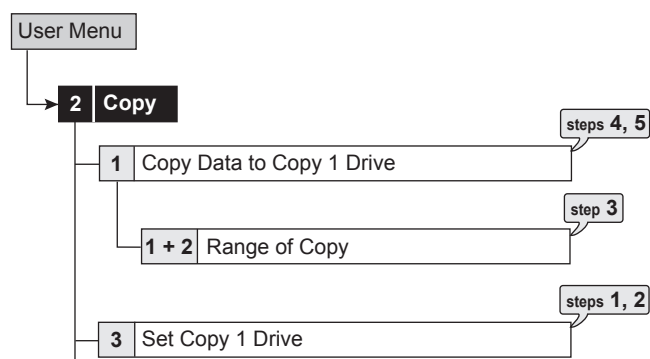 User Menu
2 Copy
steps 4, 5
1 Copy Data to Copy 1 Drive
step 3
1 + 2 Range of Copy
steps 1, 2
3 Set Copy 1 Drive